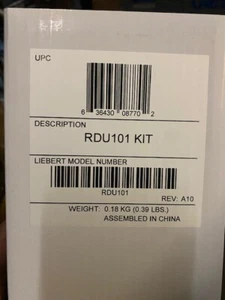 UPC
6 36430 08770 2
DESCRIPTION
RDU101 KIT
LIEBERT MODEL NUMBER
RDU101
REV: A10
WEIGHT: 0.18 KG (0.39 LBS.)
ASSEMBLED IN CHINA